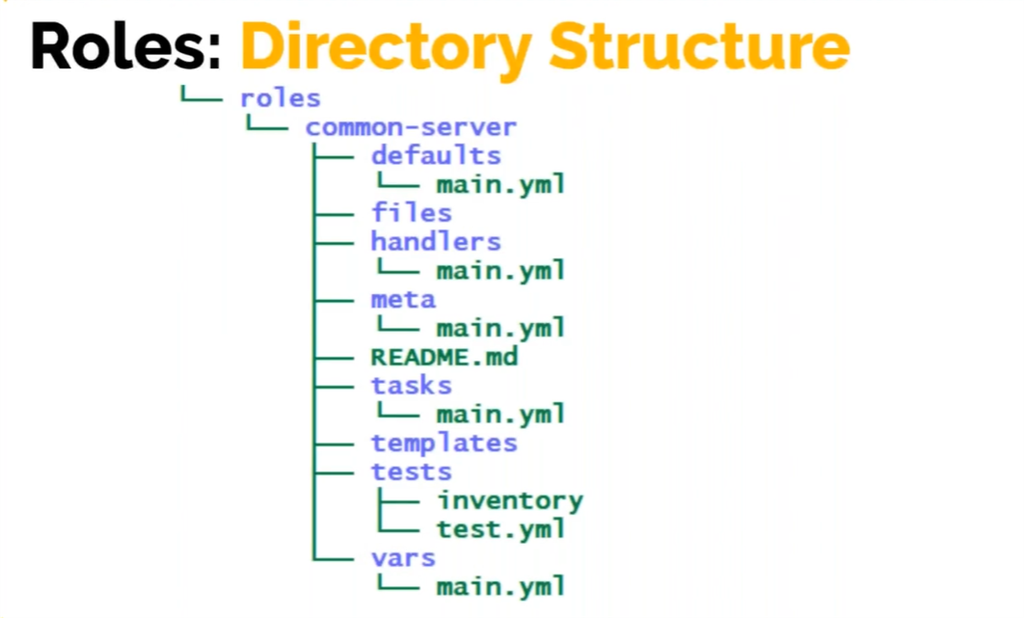 Roles: Directory Structure
└── roles
    └── common-server
        ├── defaults
        │   └── main.yml
        ├── files
        ├── handlers
        │   └── main.yml
        ├── meta
        │   └── main.yml
        ├── README.md
        ├── tasks
        │   └── main.yml
        ├── templates
        ├── tests
        │   ├── inventory
        │   └── test.yml
        └── vars
            └── main.yml